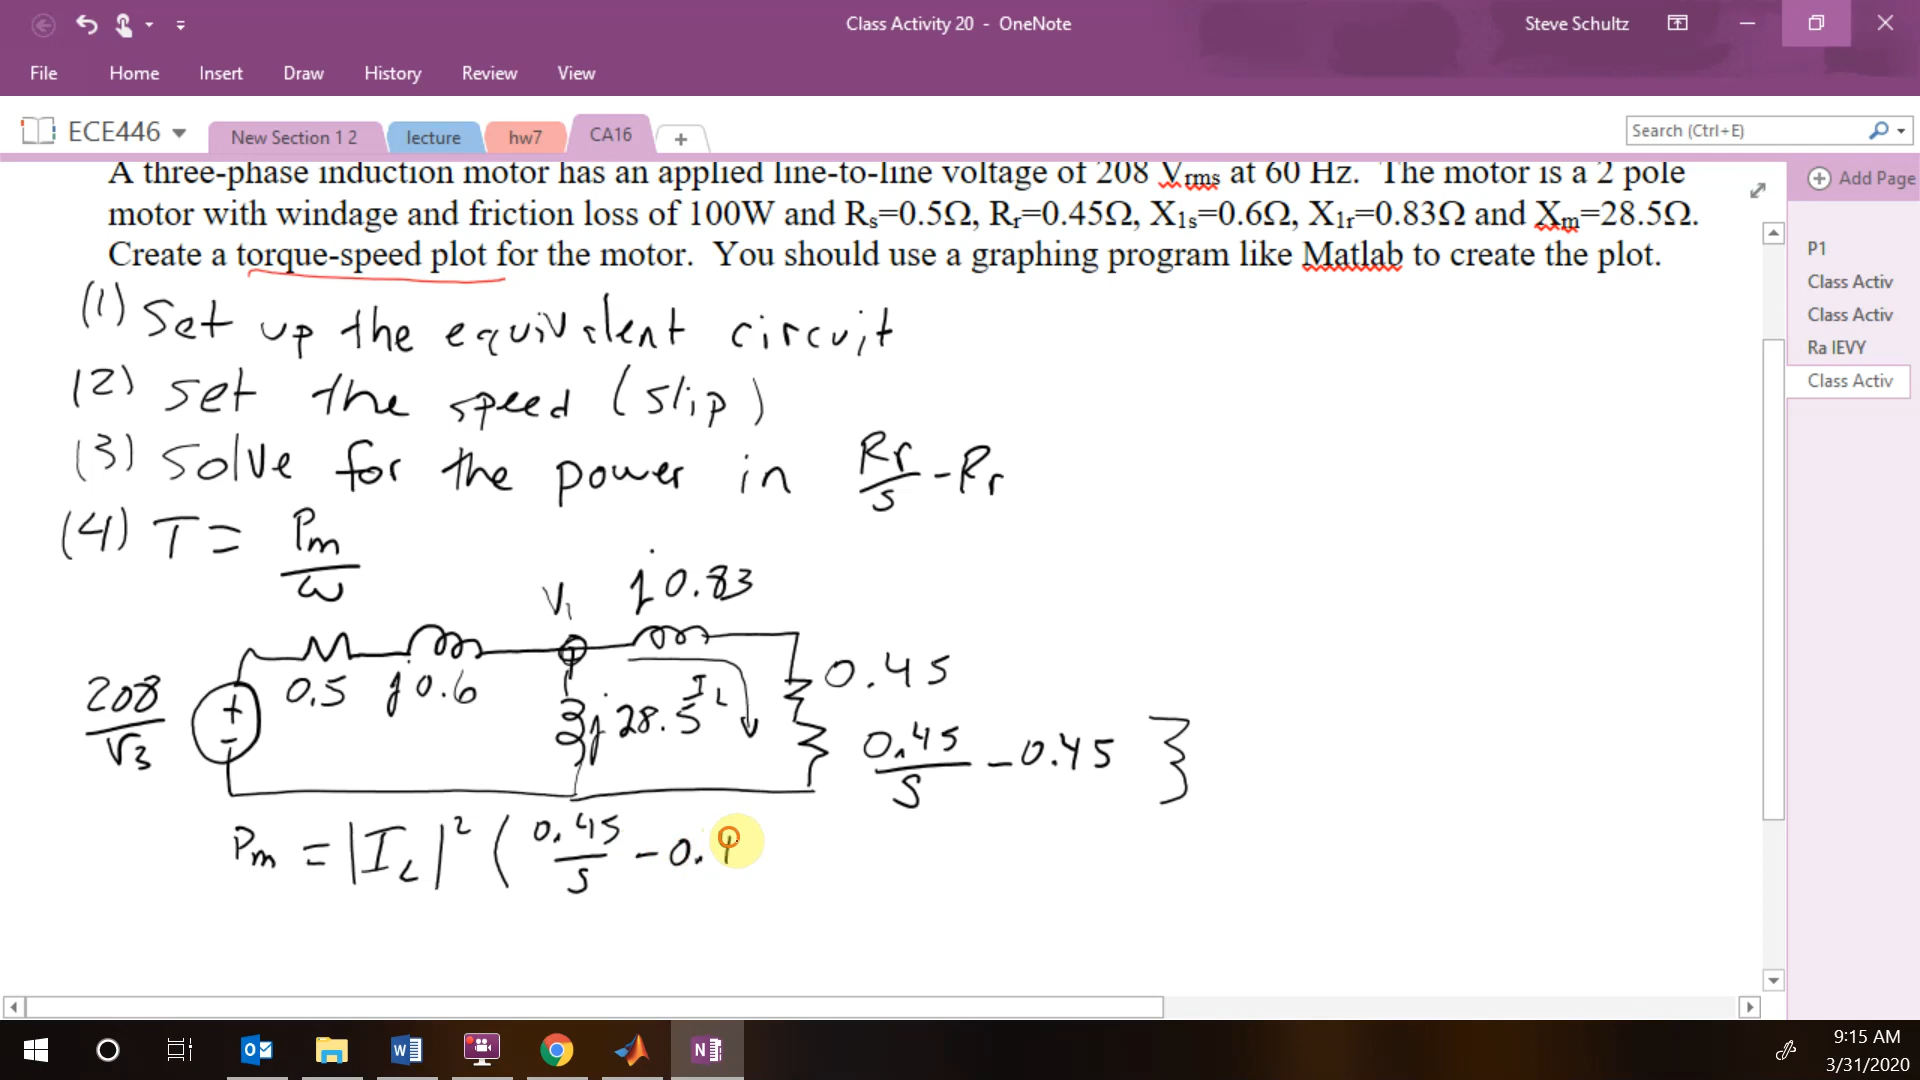 Class Activity 20 - OneNote
Steve Schultz
File Home Insert Draw History Review View
ECE446
New Section 1 2
lecture
hw7
CA16
Search (Ctrl+E)
Add Page
P1
Class Activ
Class Activ
Ra IEVY
Class Activ
A three-phase induction motor has an applied line-to-line voltage of 208 Vrms at 60 Hz. The motor is a 2 pole
motor with windage and friction loss of 100W and Rs=0.5Ω, Rr=0.45Ω, X1s=0.6Ω, X1r=0.83Ω and Xm=28.5Ω.
Create a torque-speed plot for the motor. You should use a graphing program like Matlab to create the plot.
(1) Set up the equivalent circuit
(2) set the speed (slip)
(3) solve for the power in Rr/s - Rr
(4) T = Pm/ω
V1
j0.83
208/√3
+
-
0.5
j0.6
j28.5
IL
0.45
0.45/s - 0.45 }
Pm = |IL|² (0.45/s - 0.4
9:15 AM
3/31/2020